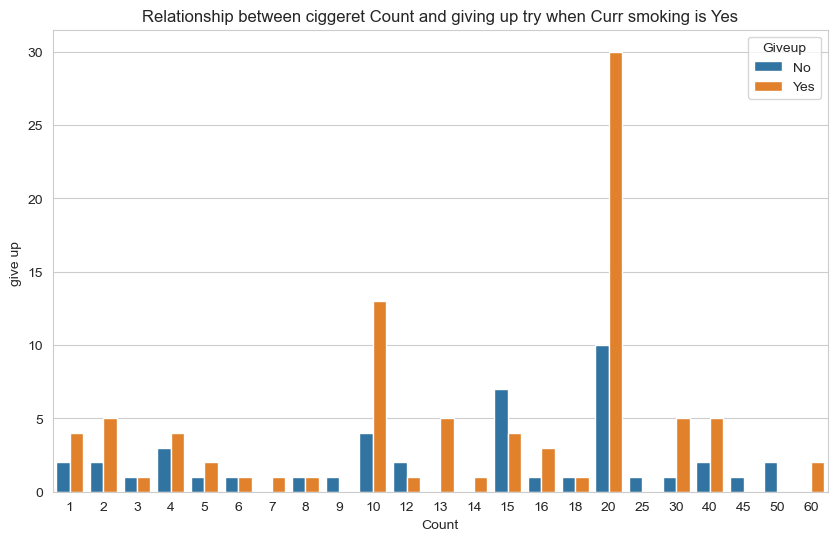 Relationship between ciggeret Count and giving up try when Curr smoking is Yes
Giveup
No
Yes
30
25
20
15
10
5
0
give up
1 2 3 4 5 6 7 8 9 10 12 13 14 15 16 18 20 25 30 40 45 50 60
Count